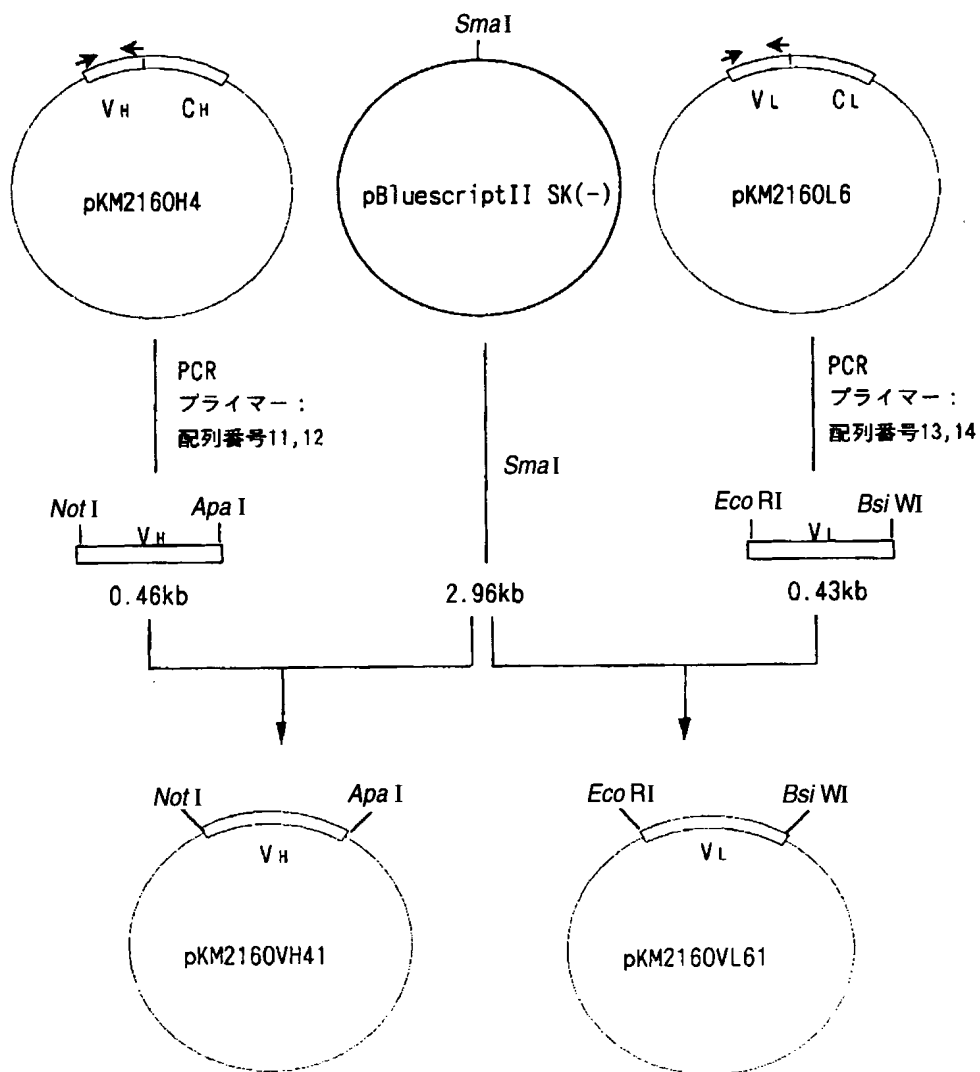 SmaI
VH CH
pKM2160H4
pBluescriptII SK(-)
VL CL
pKM2160L6
PCR
プライマー：
配列番号11,12
SmaI
PCR
プライマー：
配列番号13,14
NotI ApaI
VH
0.46kb
2.96kb
EcoRI BsiWI
VL
0.43kb
NotI ApaI
VH
pKM2160VH41
EcoRI BsiWI
VL
pKM2160VL61